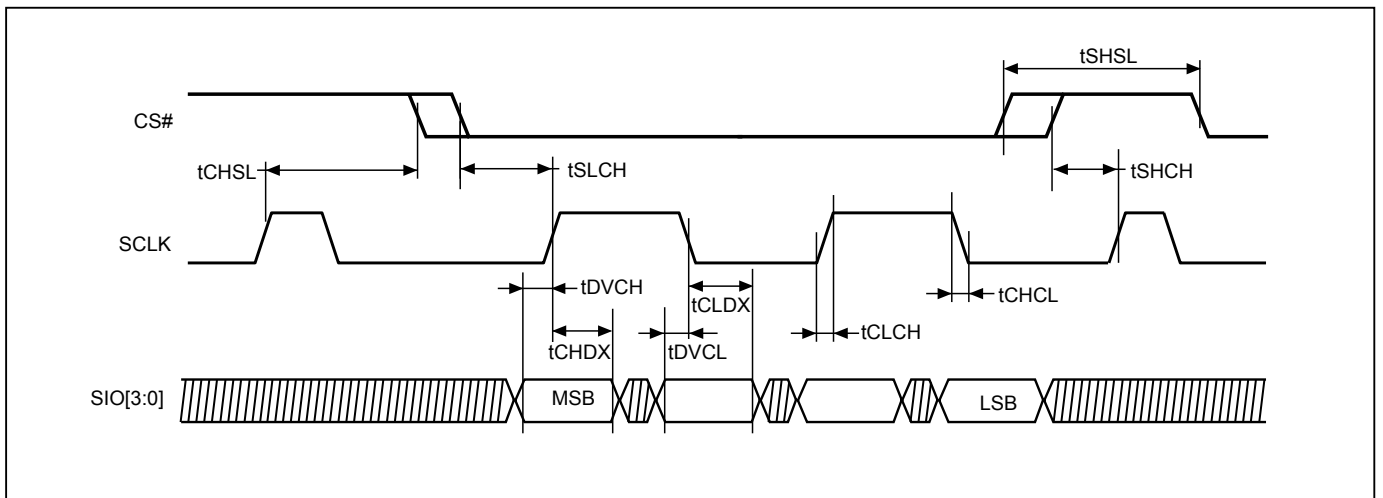 tSHSL
CS#
tCHSL
tSLCH
tSHCH
SCLK
tDVCH
tCLDX
tCHCL
tCHDX
tDVCL
tCLCH
SIO[3:0]
MSB
LSB